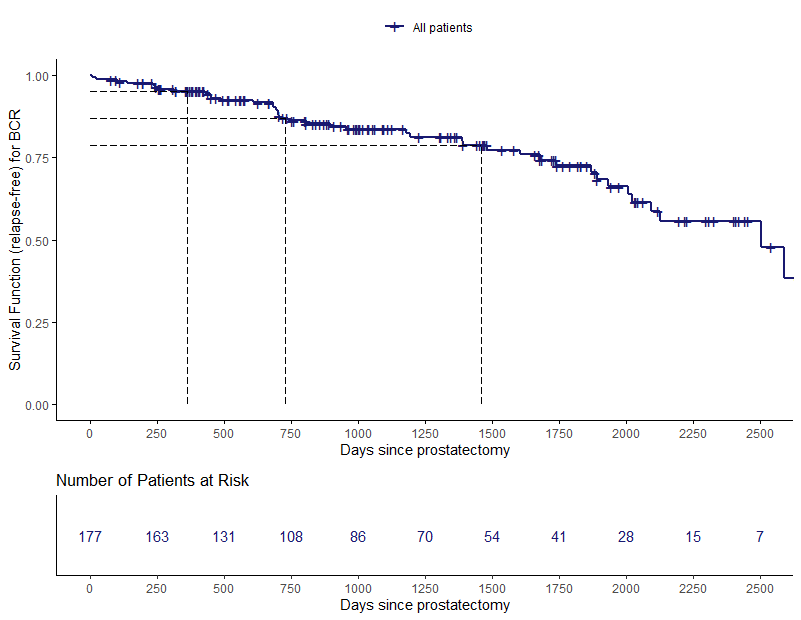 All patients
Survival Function (relapse-free) for BCR
1.00
0.75
0.50
0.25
0.00
0 250 500 750 1000 1250 1500 1750 2000 2250 2500
Days since prostatectomy
Number of Patients at Risk
177 163 131 108 86 70 54 41 28 15 7
0 250 500 750 1000 1250 1500 1750 2000 2250 2500
Days since prostatectomy